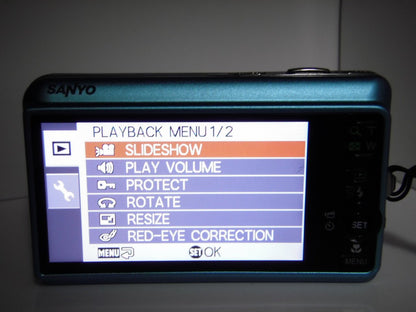 SANYO
PLAYBACK MENU 1/2
SLIDESHOW
PLAY VOLUME
PROTECT
ROTATE
RESIZE
RED-EYE CORRECTION
MENU SET OK
T
W
SET
MENU